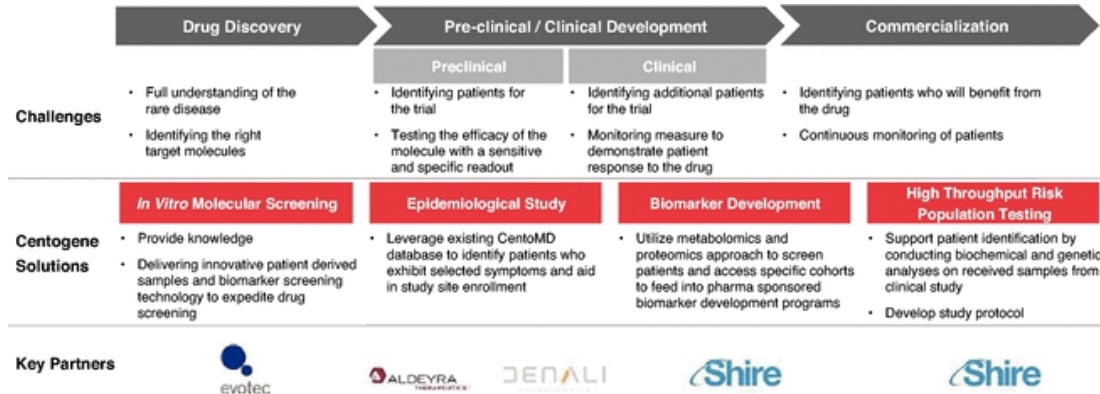 Drug Discovery
Pre-clinical / Clinical Development
Commercialization
Preclinical
Clinical
Challenges
• Full understanding of the
rare disease
• Identifying the right
target molecules
• Identifying patients for
the trial
• Testing the efficacy of the
molecule with a sensitive
and specific readout
• Identifying additional patients
for the trial
• Monitoring measure to
demonstrate patient
response to the drug
• Identifying patients who will benefit from
the drug
• Continuous monitoring of patients
Centogene
Solutions
In Vitro Molecular Screening
• Provide knowledge
• Delivering innovative patient derived
samples and biomarker screening
technology to expedite drug
screening
Epidemiological Study
• Leverage existing CentoMD
database to identify patients who
exhibit selected symptoms and aid
in study site enrollment
Biomarker Development
• Utilize metabolomics and
proteomics approach to screen
patients and access specific cohorts
to feed into pharma sponsored
biomarker development programs
High Throughput Risk
Population Testing
• Support patient identification by
conducting biochemical and genetic
analyses on received samples from
clinical study
• Develop study protocol
Key Partners
evotec
ALDEYRA
THERAPEUTICS
DENALI
Shire
Shire